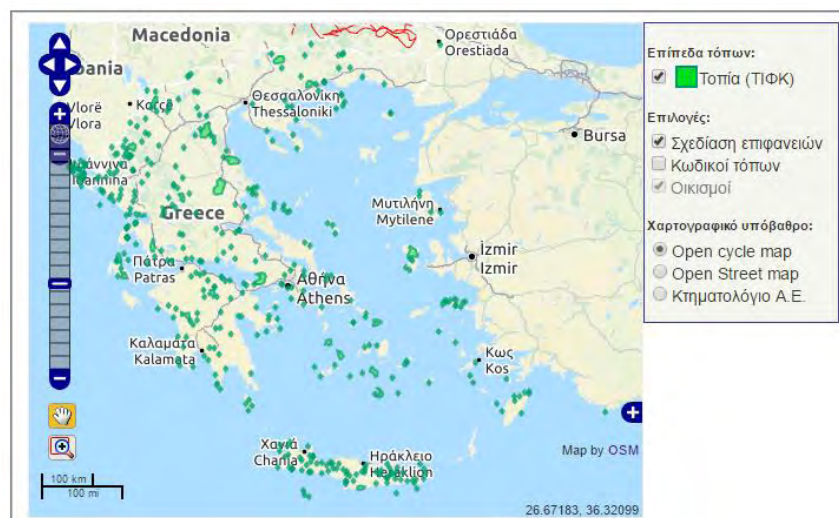 Macedonia
Ορεστιάδα
Orestiada
bania
Θεσσαλονίκη
Thessaloniki
Vlorë
Vlora
Korçë
Bursa
Ιωάννινα
Ioannina
Greece
Μυτιλήνη
Mytilene
İzmir
İzmir
Πάτρα
Patras
Αθήνα
Athens
Καλαμάτα
Kalamata
Κως
Kos
Χανιά
Chania
Ηράκλειο
Heraklion
Map by OSM
100 km
100 mi
26.67183, 36.32099
Επίπεδα τόπων:
Τοπία (ΤΙΦΚ)
Επιλογές:
Σχεδίαση επιφανειών
Κωδικοί τόπων
Οικισμοί
Χαρτογραφικό υπόβαθρο:
Open cycle map
Open Street map
Κτηματολόγιο Α.Ε.